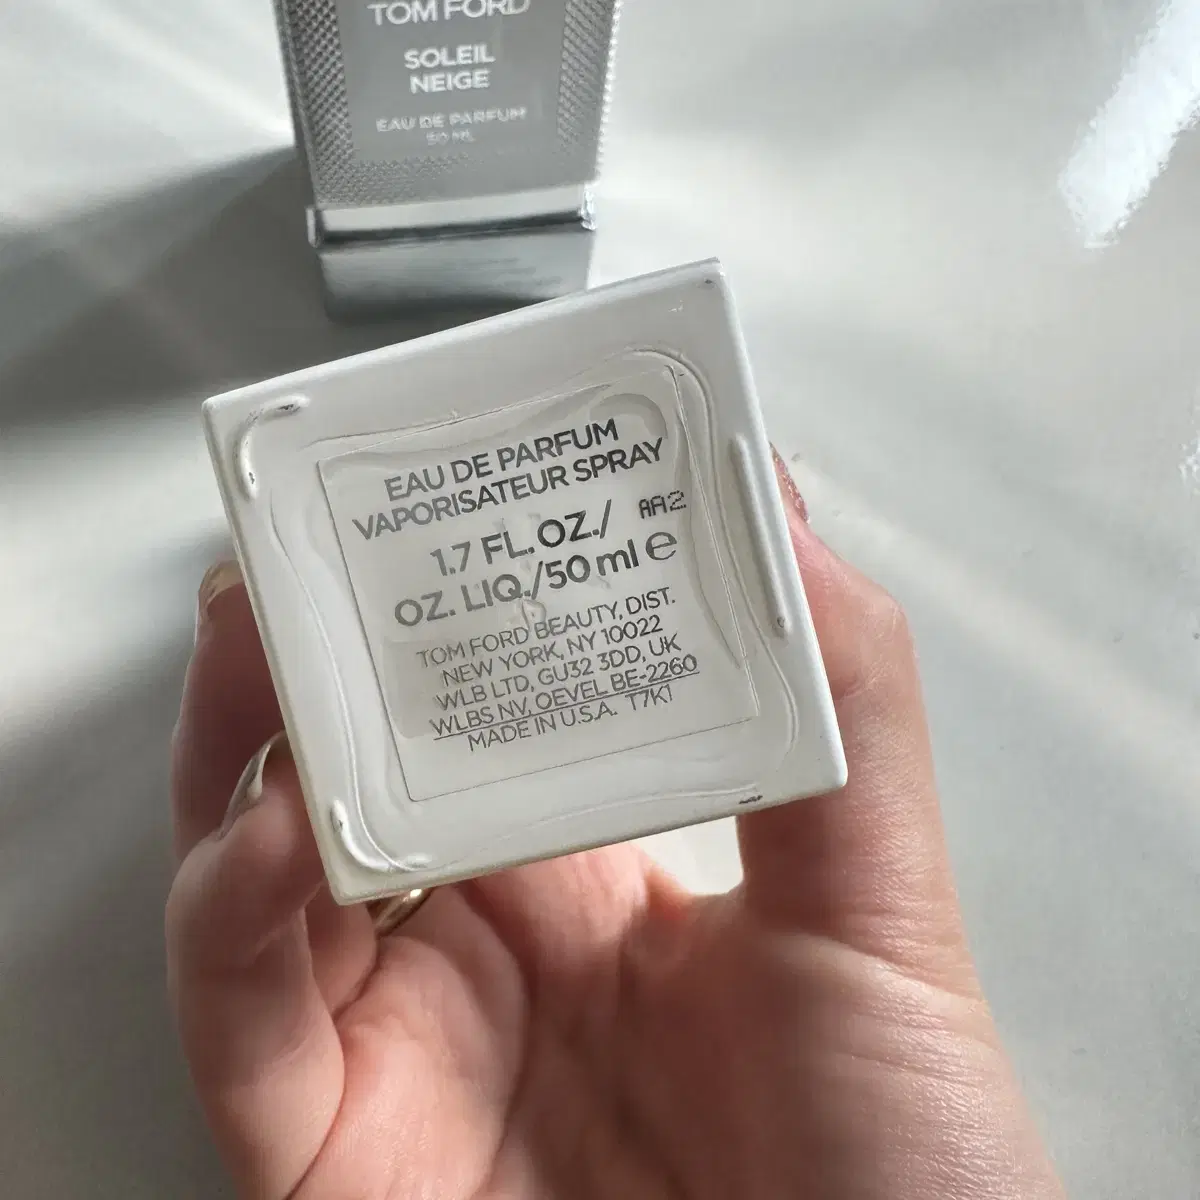 TOM FORD
SOLEIL
NEIGE
EAU DE PARFUM
50 ML
EAU DE PARFUM
VAPORISATEUR SPRAY
1.7 FL. OZ./ AA2
OZ. LIQ./50 ml e
TOM FORD BEAUTY, DIST.
NEW YORK, NY 10022
WLB LTD, GU32 3DD, UK
WLBS NV, OEVEL BE-2260
MADE IN U.S.A. T7K1